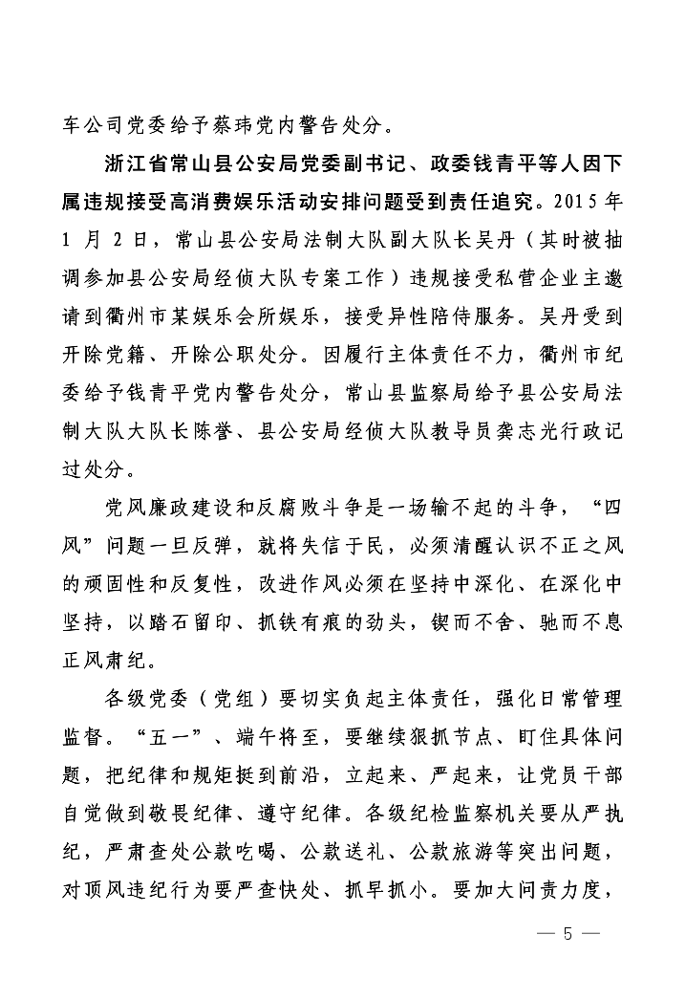 车公司党委给予蔡玮党内警告处分。
浙江省常山县公安局党委副书记、政委钱青平等人因下
属违规接受高消费娱乐活动安排问题受到责任追究。2015年
1月2日，常山县公安局法制大队副大队长吴丹（其时被抽
调参加县公安局经侦大队专案工作）违规接受私营企业主邀
请到衢州市某娱乐会所娱乐，接受异性陪侍服务。吴丹受到
开除党籍、开除公职处分。因履行主体责任不力，衢州市纪
委给予钱青平党内警告处分，常山县监察局给予县公安局法
制大队大队长陈誉、县公安局经侦大队教导员龚志光行政记
过处分。
党风廉政建设和反腐败斗争是一场输不起的斗争，“四
风”问题一旦反弹，就将失信于民，必须清醒认识不正之风
的顽固性和反复性，改进作风必须在坚持中深化、在深化中
坚持，以踏石留印、抓铁有痕的劲头，锲而不舍、驰而不息
正风肃纪。
各级党委（党组）要切实负起主体责任，强化日常管理
监督。“五一”、端午将至，要继续狠抓节点、盯住具体问
题，把纪律和规矩挺到前沿，立起来、严起来，让党员干部
自觉做到敬畏纪律、遵守纪律。各级纪检监察机关要从严执
纪，严肃查处公款吃喝、公款送礼、公款旅游等突出问题，
对顶风违纪行为要严查快处、抓早抓小。要加大问责力度，
— 5 —